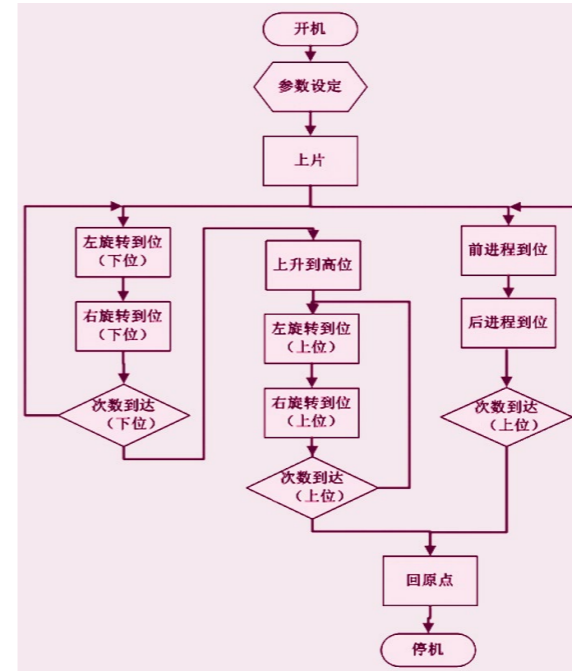 开机
参数设定
上片
左旋转到位
（下位）
右旋转到位
（下位）
次数到达
（下位）
上升到高位
左旋转到位
（上位）
右旋转到位
（上位）
次数到达
（上位）
前进程到位
后进程到位
次数到达
（上位）
回原点
停机